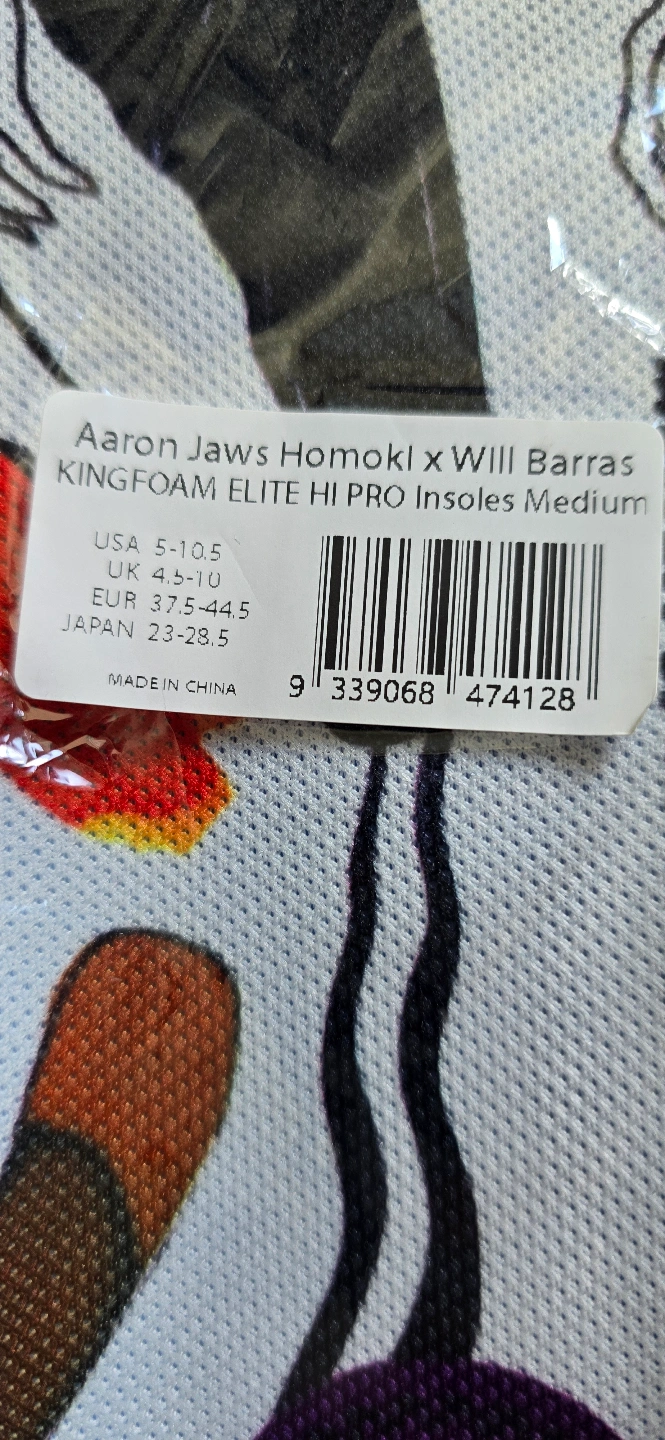 Aaron Jaws Homoki x Will Barras
KINGFOAM ELITE HI PRO Insoles Medium
USA 5-10.5
UK 4.5-10
EUR 37.5-44.5
JAPAN 23-28.5
MADE IN CHINA
9 339068 474128